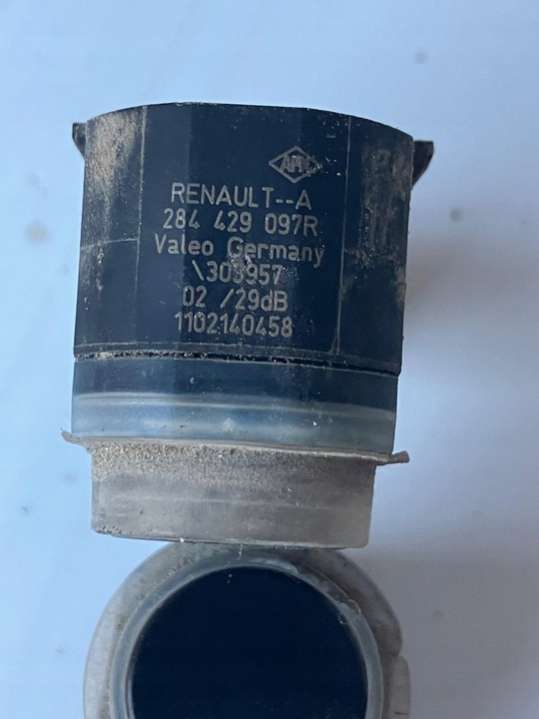 RENAULT--A
284 429 097R
Valeo Germany
\303957
02 /29dB
1102140458